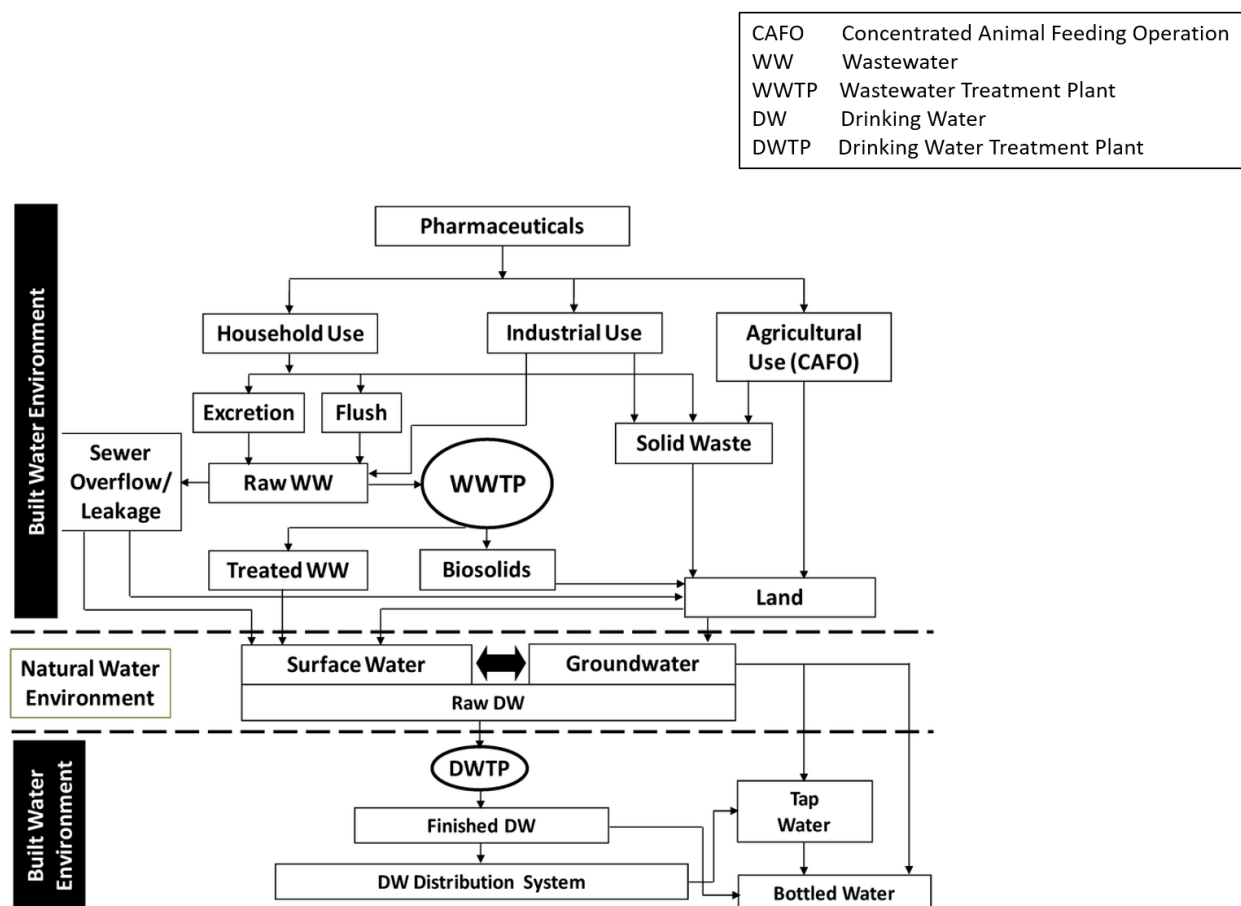 CAFO Concentrated Animal Feeding Operation
WW Wastewater
WWTP Wastewater Treatment Plant
DW Drinking Water
DWTP Drinking Water Treatment Plant
Built Water Environment
Pharmaceuticals
Household Use
Industrial Use
Agricultural
Use (CAFO)
Excretion
Flush
Solid Waste
Sewer
Overflow/
Leakage
Raw WW
WWTP
Treated WW
Biosolids
Land
Natural Water
Environment
Surface Water
Groundwater
Raw DW
Built Water
Environment
DWTP
Tap
Water
Finished DW
DW Distribution System
Bottled Water